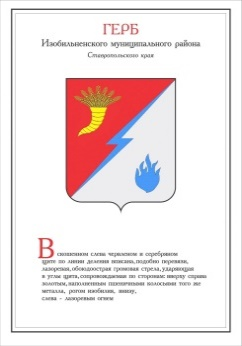 ГЕРБ
Изобильненского муниципального района
Ставропольского края
В скошенном слева червленом и серебряном
щите по линии деления вписана, подобно перевязи,
лазоревая, обоюдоострая громовая стрела, ударяющая
в углы щита, сопровождаемая по сторонам: вверху справа
золотым, наполненным пшеничными колосьями того же
металла, рогом изобилия, внизу,
слева - лазоревым огнем